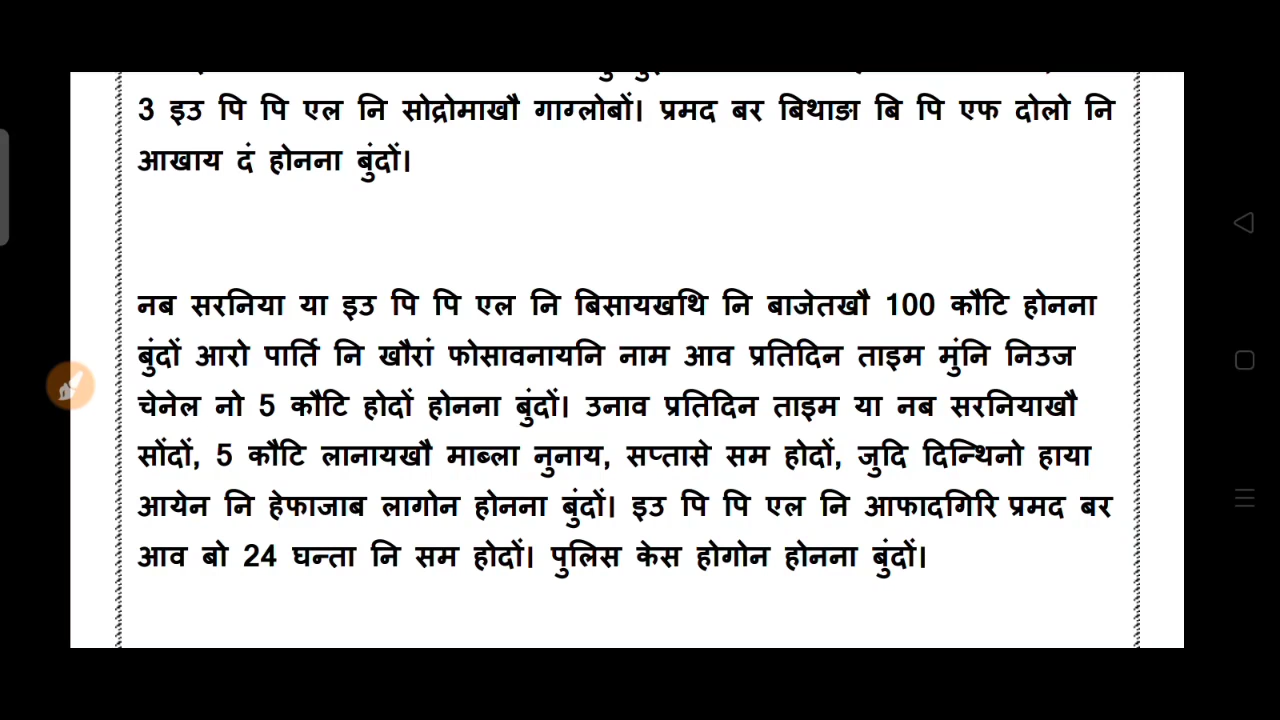 3 इउ पि पि एल नि सोद्रोमाखौ गाग्लोबों। प्रमद बर बिथाङा बि पि एफ दोलो नि
आखाय दं होनना बुंदों।
नब सरनिया या इउ पि पि एल नि बिसायखथि नि बाजेतखौ 100 कौटि होनना
बुंदों आरो पार्ति नि खौरां फोसावनायनि नाम आव प्रतिदिन ताइम मुंनि निउज
चेनेल नो 5 कौटि होदों होनना बुंदों। उनाव प्रतिदिन ताइम या नब सरनियाखौ
सोंदों, 5 कौटि लानायखौ माब्ला नुनाय, सप्तासे सम होदों, जुदि दिन्थिनो हाया
आयेन नि हेफाजाब लागोन होनना बुंदों। इउ पि पि एल नि आफादगिरि प्रमद बर
आव बो 24 घन्ता नि सम होदों। पुलिस केस होगोन होनना बुंदों।